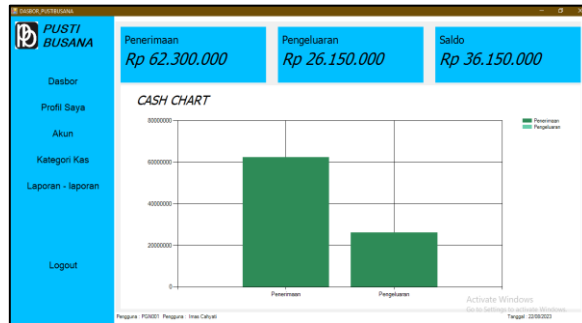 DASBOR_PUSTIBUSANA
PUSTI
BUSANA
Dasbor
Profil Saya
Akun
Kategori Kas
Laporan - laporan
Logout
Penerimaan
Rp 62.300.000
Pengeluaran
Rp 26.150.000
Saldo
Rp 36.150.000
CASH CHART
80000000
60000000
40000000
20000000
0
Penerimaan
Pengeluaran
Penerimaan
Pengeluaran
Activate Windows
Go to Settings to activate Windows.
Pengguna : PGN001 Pengguna : Imas Cahyati
Tanggal : 22/08/2023